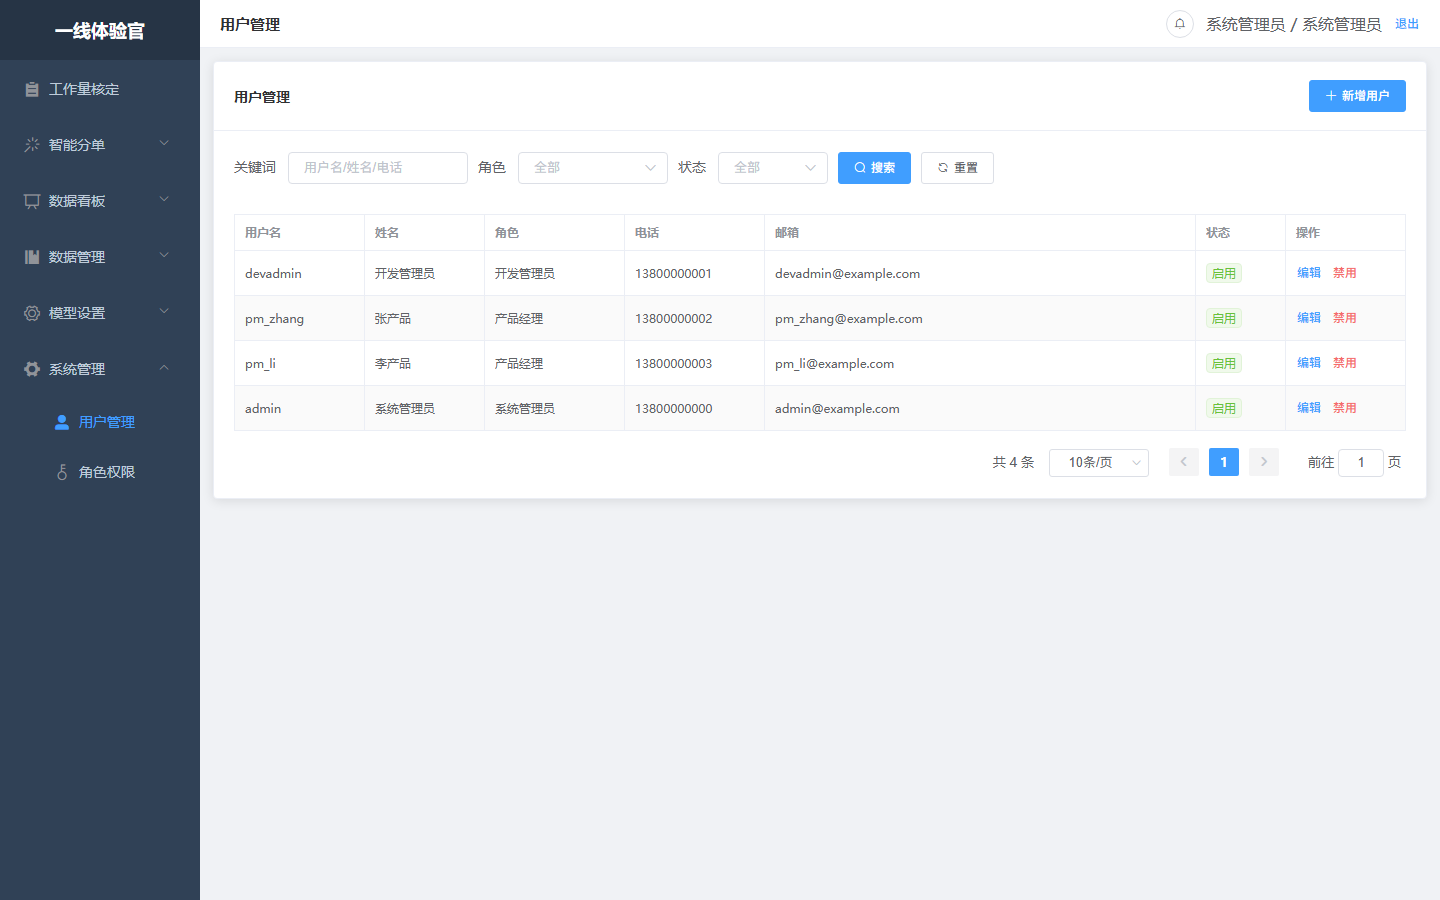 一线体验官
工作量核定
智能分单
数据看板
数据管理
模型设置
系统管理
用户管理
角色权限
用户管理
系统管理员 / 系统管理员 退出
用户管理
新增用户
关键词 用户名/姓名/电话 角色 全部 状态 全部 搜索 重置
用户名 姓名 角色 电话 邮箱 状态 操作
devadmin 开发管理员 开发管理员 13800000001 devadmin@example.com 启用 编辑 禁用
pm_zhang 张产品 产品经理 13800000002 pm_zhang@example.com 启用 编辑 禁用
pm_li 李产品 产品经理 13800000003 pm_li@example.com 启用 编辑 禁用
admin 系统管理员 系统管理员 13800000000 admin@example.com 启用 编辑 禁用
共 4 条 10条/页 1 前往 1 页